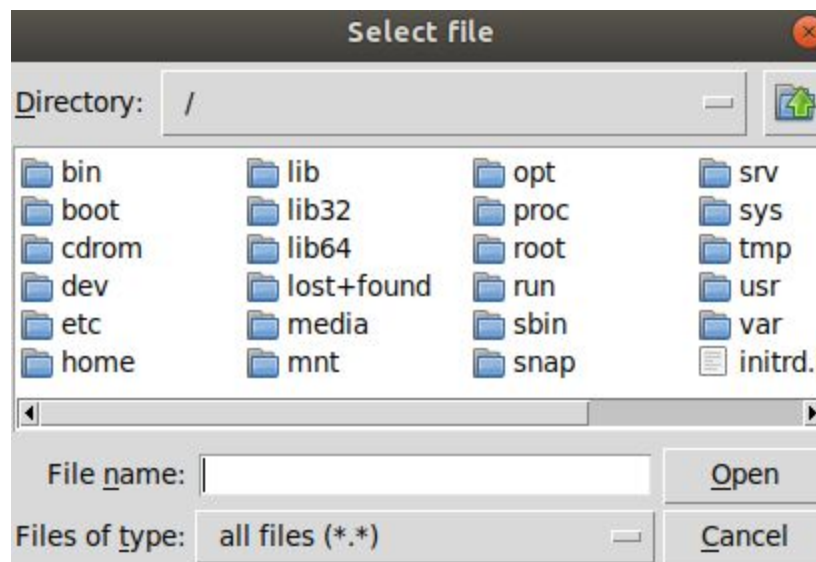 Select file
Directory: /
bin lib opt srv
boot lib32 proc sys
cdrom lib64 root tmp
dev lost+found run usr
etc media sbin var
home mnt snap initrd.
File name: Open
Files of type: all files (*.*) Cancel